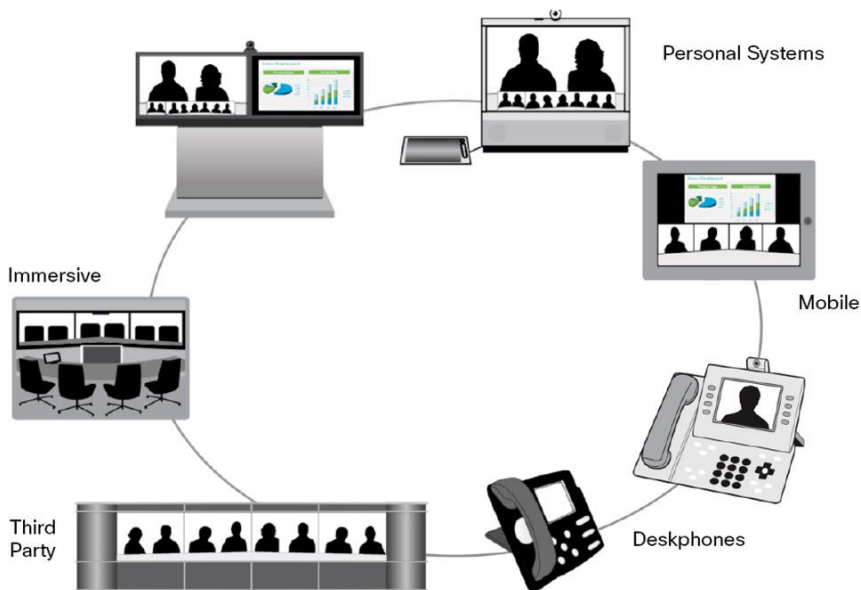 Personal Systems
Immersive
Mobile
Third
Party
Deskphones